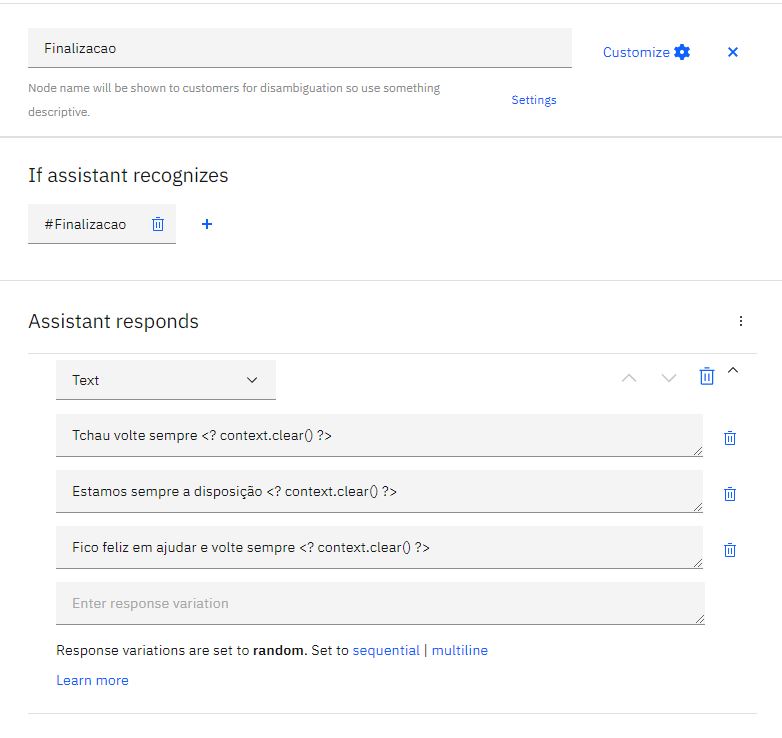 Finalizacao
Customize
Node name will be shown to customers for disambiguation so use something
descriptive.
Settings
If assistant recognizes
#Finalizacao
Assistant responds
Text
Tchau volte sempre <? context.clear() ?>
Estamos sempre a disposição <? context.clear() ?>
Fico feliz em ajudar e volte sempre <? context.clear() ?>
Enter response variation
Response variations are set to random. Set to sequential | multiline
Learn more